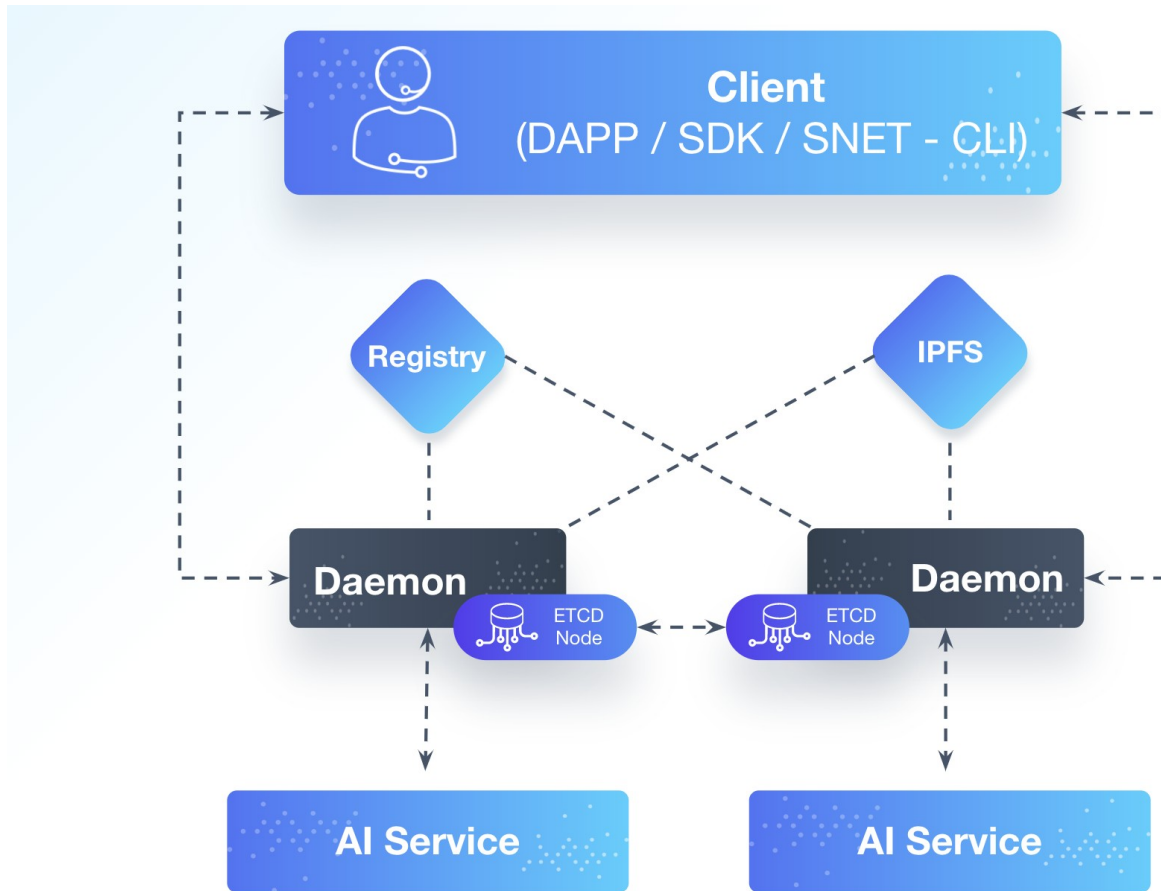 Client
(DAPP / SDK / SNET - CLI)
Registry
IPFS
Daemon
Daemon
ETCD
Node
ETCD
Node
AI Service
AI Service